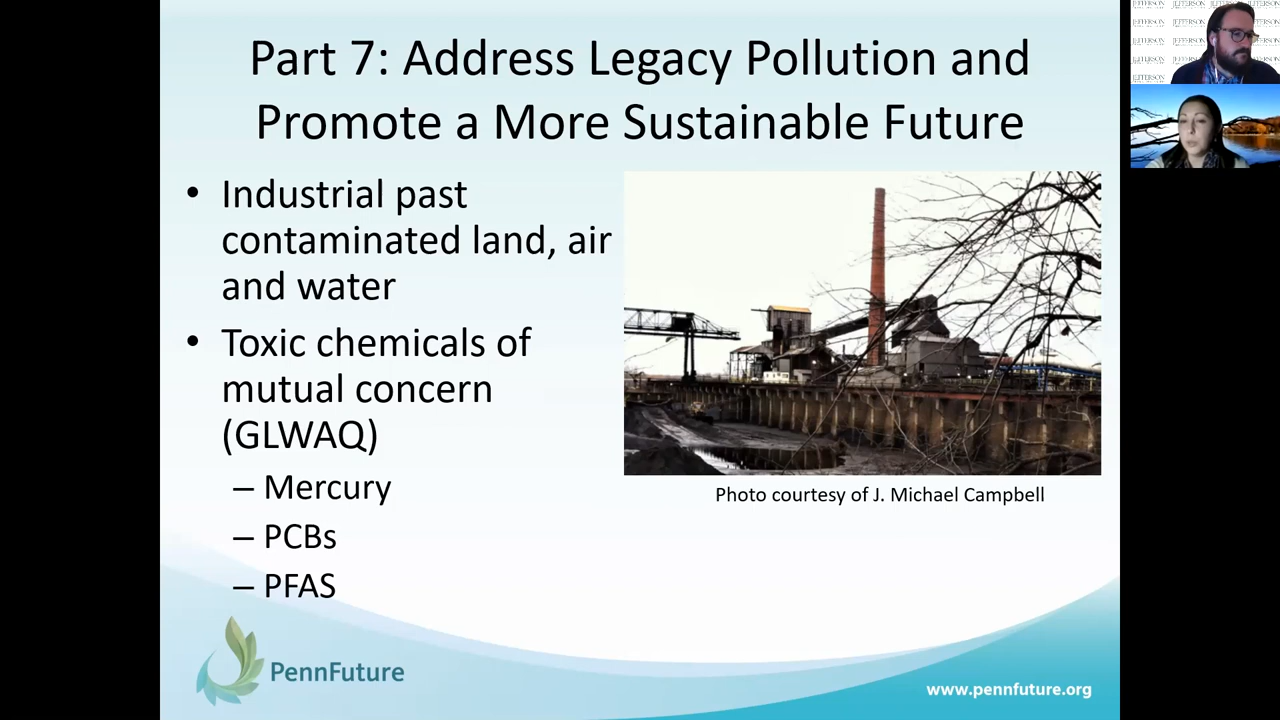 Part 7: Address Legacy Pollution and
Promote a More Sustainable Future
• Industrial past
contaminated land, air
and water
• Toxic chemicals of
mutual concern
(GLWAQ)
– Mercury
– PCBs
– PFAS
Photo courtesy of J. Michael Campbell
PennFuture
www.pennfuture.org
JEFFERSON